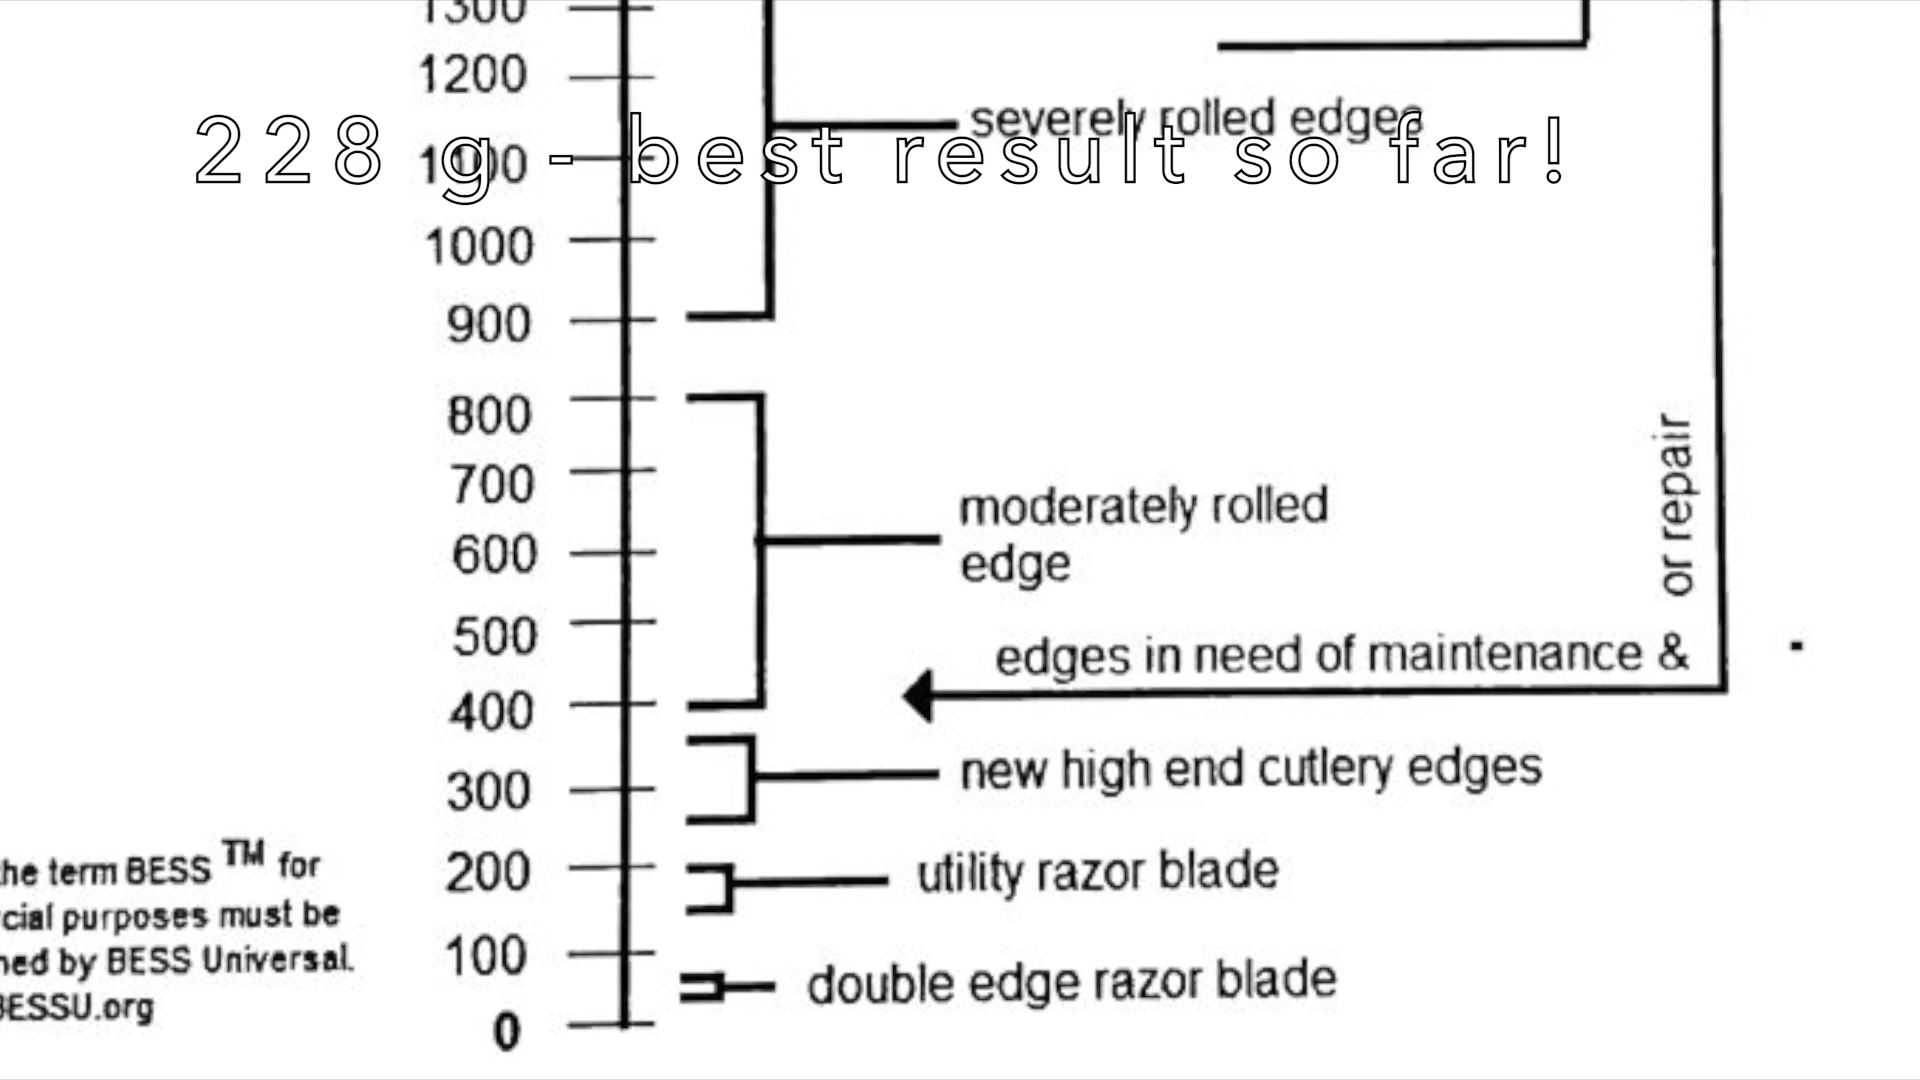 1300
1200
severely rolled edges
228 g - best result so far!
1100
1000
900
800
700
moderately rolled
edge
600
500
or repair
edges in need of maintenance &
400
new high end cutlery edges
300
200
utility razor blade
he term BESS TM for
cial purposes must be
ned by BESS Universal.
BESSU.org
100
double edge razor blade
0